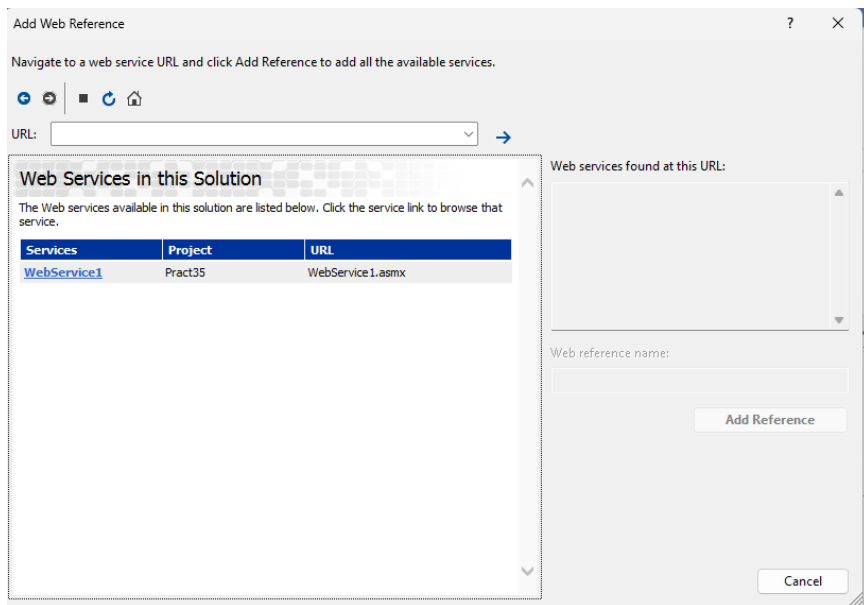 Add Web Reference
?
Navigate to a web service URL and click Add Reference to add all the available services.
URL:
Web Services in this Solution
The Web services available in this solution are listed below. Click the service link to browse that
service.
Services Project URL
WebService1 Pract35 WebService1.asmx
Web services found at this URL:
Web reference name:
Add Reference
Cancel